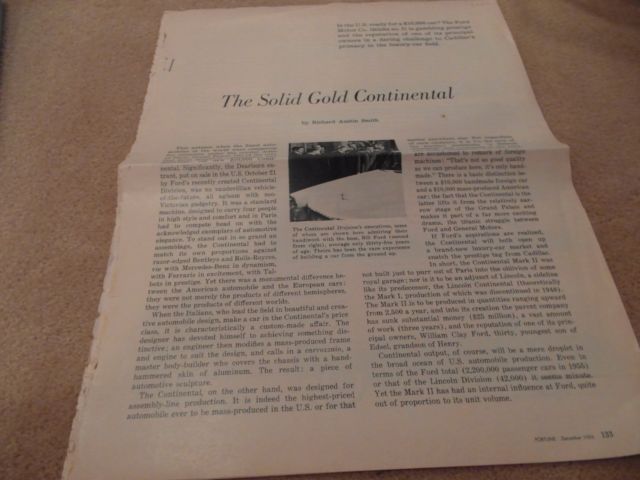 Is the U.S. ready for a $10,000 car? The Ford
Motor Co. thinks so. It is gambling prestige
and the reputation of one of its principal
owners in a daring challenge to Cadillac's
primacy in the luxury-car field.
The Solid Gold Continental
by Richard Austin Smith
nental. Significantly, the Dearborn
put on sale in the U.S. October 21
by Ford's recently created Continental
Division, was no vaudevillian vehicle-
of-the-future, all aglow with
Victorian gadgetry. It was a standard
machine, designed to carry four people
in high style and comfort and in Paris
had to compete head on with the
acknowledged exemplars of automotive
elegance. To stand out in so grand an
assemblage, the Continental had to
match its own proportions against
razor-edged Bentleys and Rolls-Royces,
vie with Mercedes-Benz in dynamism,
with Ferraris in excitement, with Tal-
bots in prestige. Yet there was a monumental difference be-
tween the American automobile and the European cars:
they were not merely the products of different hemispheres,
they were the products of different worlds.
When the Italians, who lead the field in beautiful and crea-
tive automobile design, make a car in the Continental's price
class, it is characteristically a custom-made affair. The
designer has devoted himself to achieving something dis-
tinctive; an engineer then modifies a mass-produced frame
and engine to suit the design, and calls in a carrozzia, a
master body-builder who covers the chassis with a hand-
hammered skin of aluminum. The result: a piece of
automotive sculpture.
The Continental, on the other hand, was designed for
assembly-line production. It is indeed the highest-priced
automobile ever to be mass-produced in the U.S. or for that
The Continental Division's executives, some
of whom are shown here admiring their
handiwork with the boss, Bill Ford (second
from right), average only thirty-five years
of age. Theirs has been the rare experience
of building a car from the ground up.
are accustomed to remark of foreign
machines: "That's not so good quality
as we can produce here, it's only hand-
made." There is a basic distinction be-
tween a $10,000 handmade foreign car
and a $10,000 mass-produced American
car: the fact that the Continental is the
latter lifts it from the relatively nar-
row stage of the Grand Palais and
makes it part of a far more exciting
drama, the titanic struggle between
Ford and General Motors.
If Ford's aspirations are realized,
the Continental will both open up
a brand-new luxury-car market and
snatch the prestige tag from Cadillac.
In short, the Continental Mark II was
not built just to purr out of Paris into the oblivion of some
royal garage; nor is it to be an adjunct of Lincoln, a sideline
like its predecessor, the Lincoln Continental (theoretically
the Mark I, production of which was discontinued in 1948).
The Mark II is to be produced in quantities ranging upward
from 2,500 a year, and into its creation the parent company
has sunk substantial money ($25 million), a vast amount
of work (three years), and the reputation of one of its prin-
cipal owners, William Clay Ford, thirty, youngest son of
Edsel, grandson of Henry.
Continental output, of course, will be a mere droplet in
the broad ocean of U.S. automobile production. Even in
terms of the Ford total (2,200,000 passenger cars in 1955)
or that of the Lincoln Division (42,000) it seems minute.
Yet the Mark II has had an internal influence at Ford, quite
out of proportion to its unit volume.
FORTUNE December 1955 133